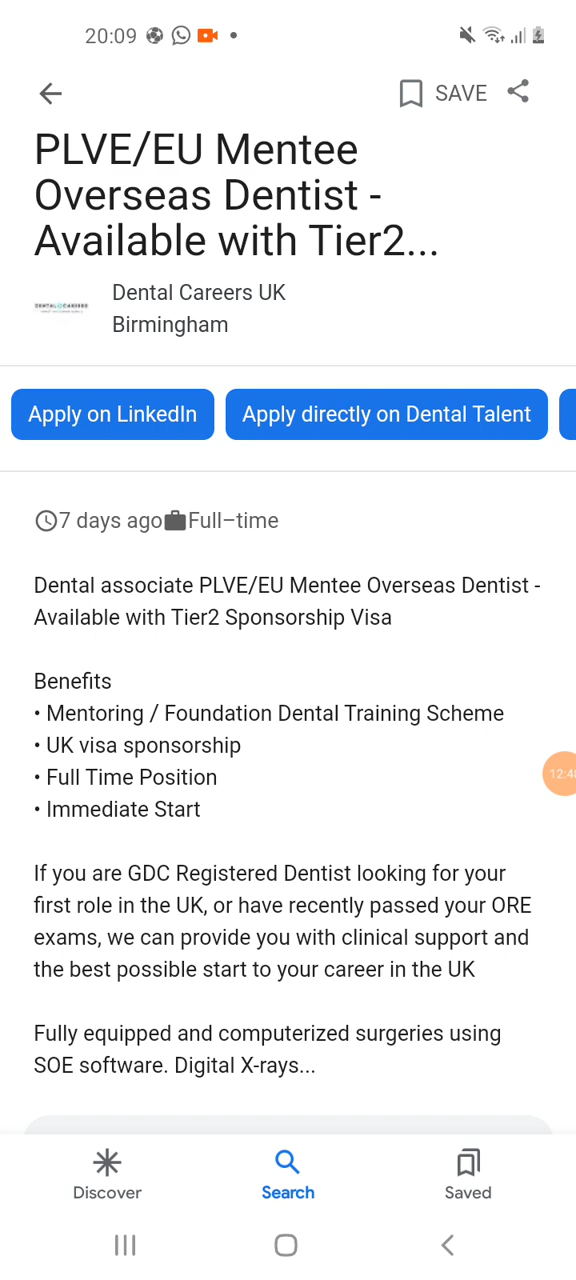 20:09
SAVE
PLVE/EU Mentee
Overseas Dentist -
Available with Tier2...
Dental Careers UK
Birmingham
Apply on LinkedIn
Apply directly on Dental Talent
7 days ago Full–time
Dental associate PLVE/EU Mentee Overseas Dentist -
Available with Tier2 Sponsorship Visa
Benefits
• Mentoring / Foundation Dental Training Scheme
• UK visa sponsorship
• Full Time Position
• Immediate Start
If you are GDC Registered Dentist looking for your
first role in the UK, or have recently passed your ORE
exams, we can provide you with clinical support and
the best possible start to your career in the UK
Fully equipped and computerized surgeries using
SOE software. Digital X-rays...
Discover
Search
Saved